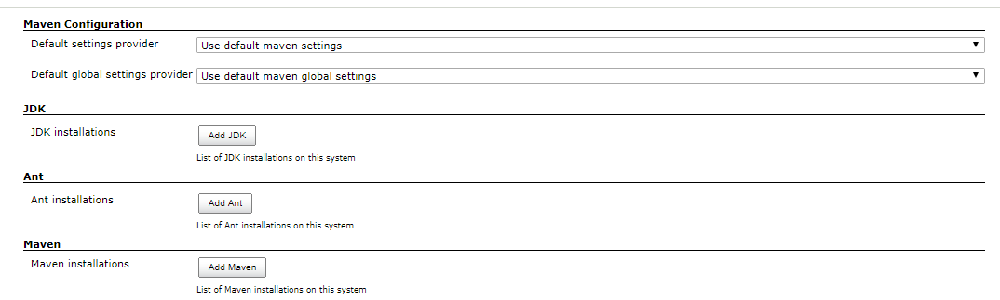 Maven Configuration
Default settings provider Use default maven settings
Default global settings provider Use default maven global settings
JDK
JDK installations Add JDK
List of JDK installations on this system
Ant
Ant installations Add Ant
List of Ant installations on this system
Maven
Maven installations Add Maven
List of Maven installations on this system